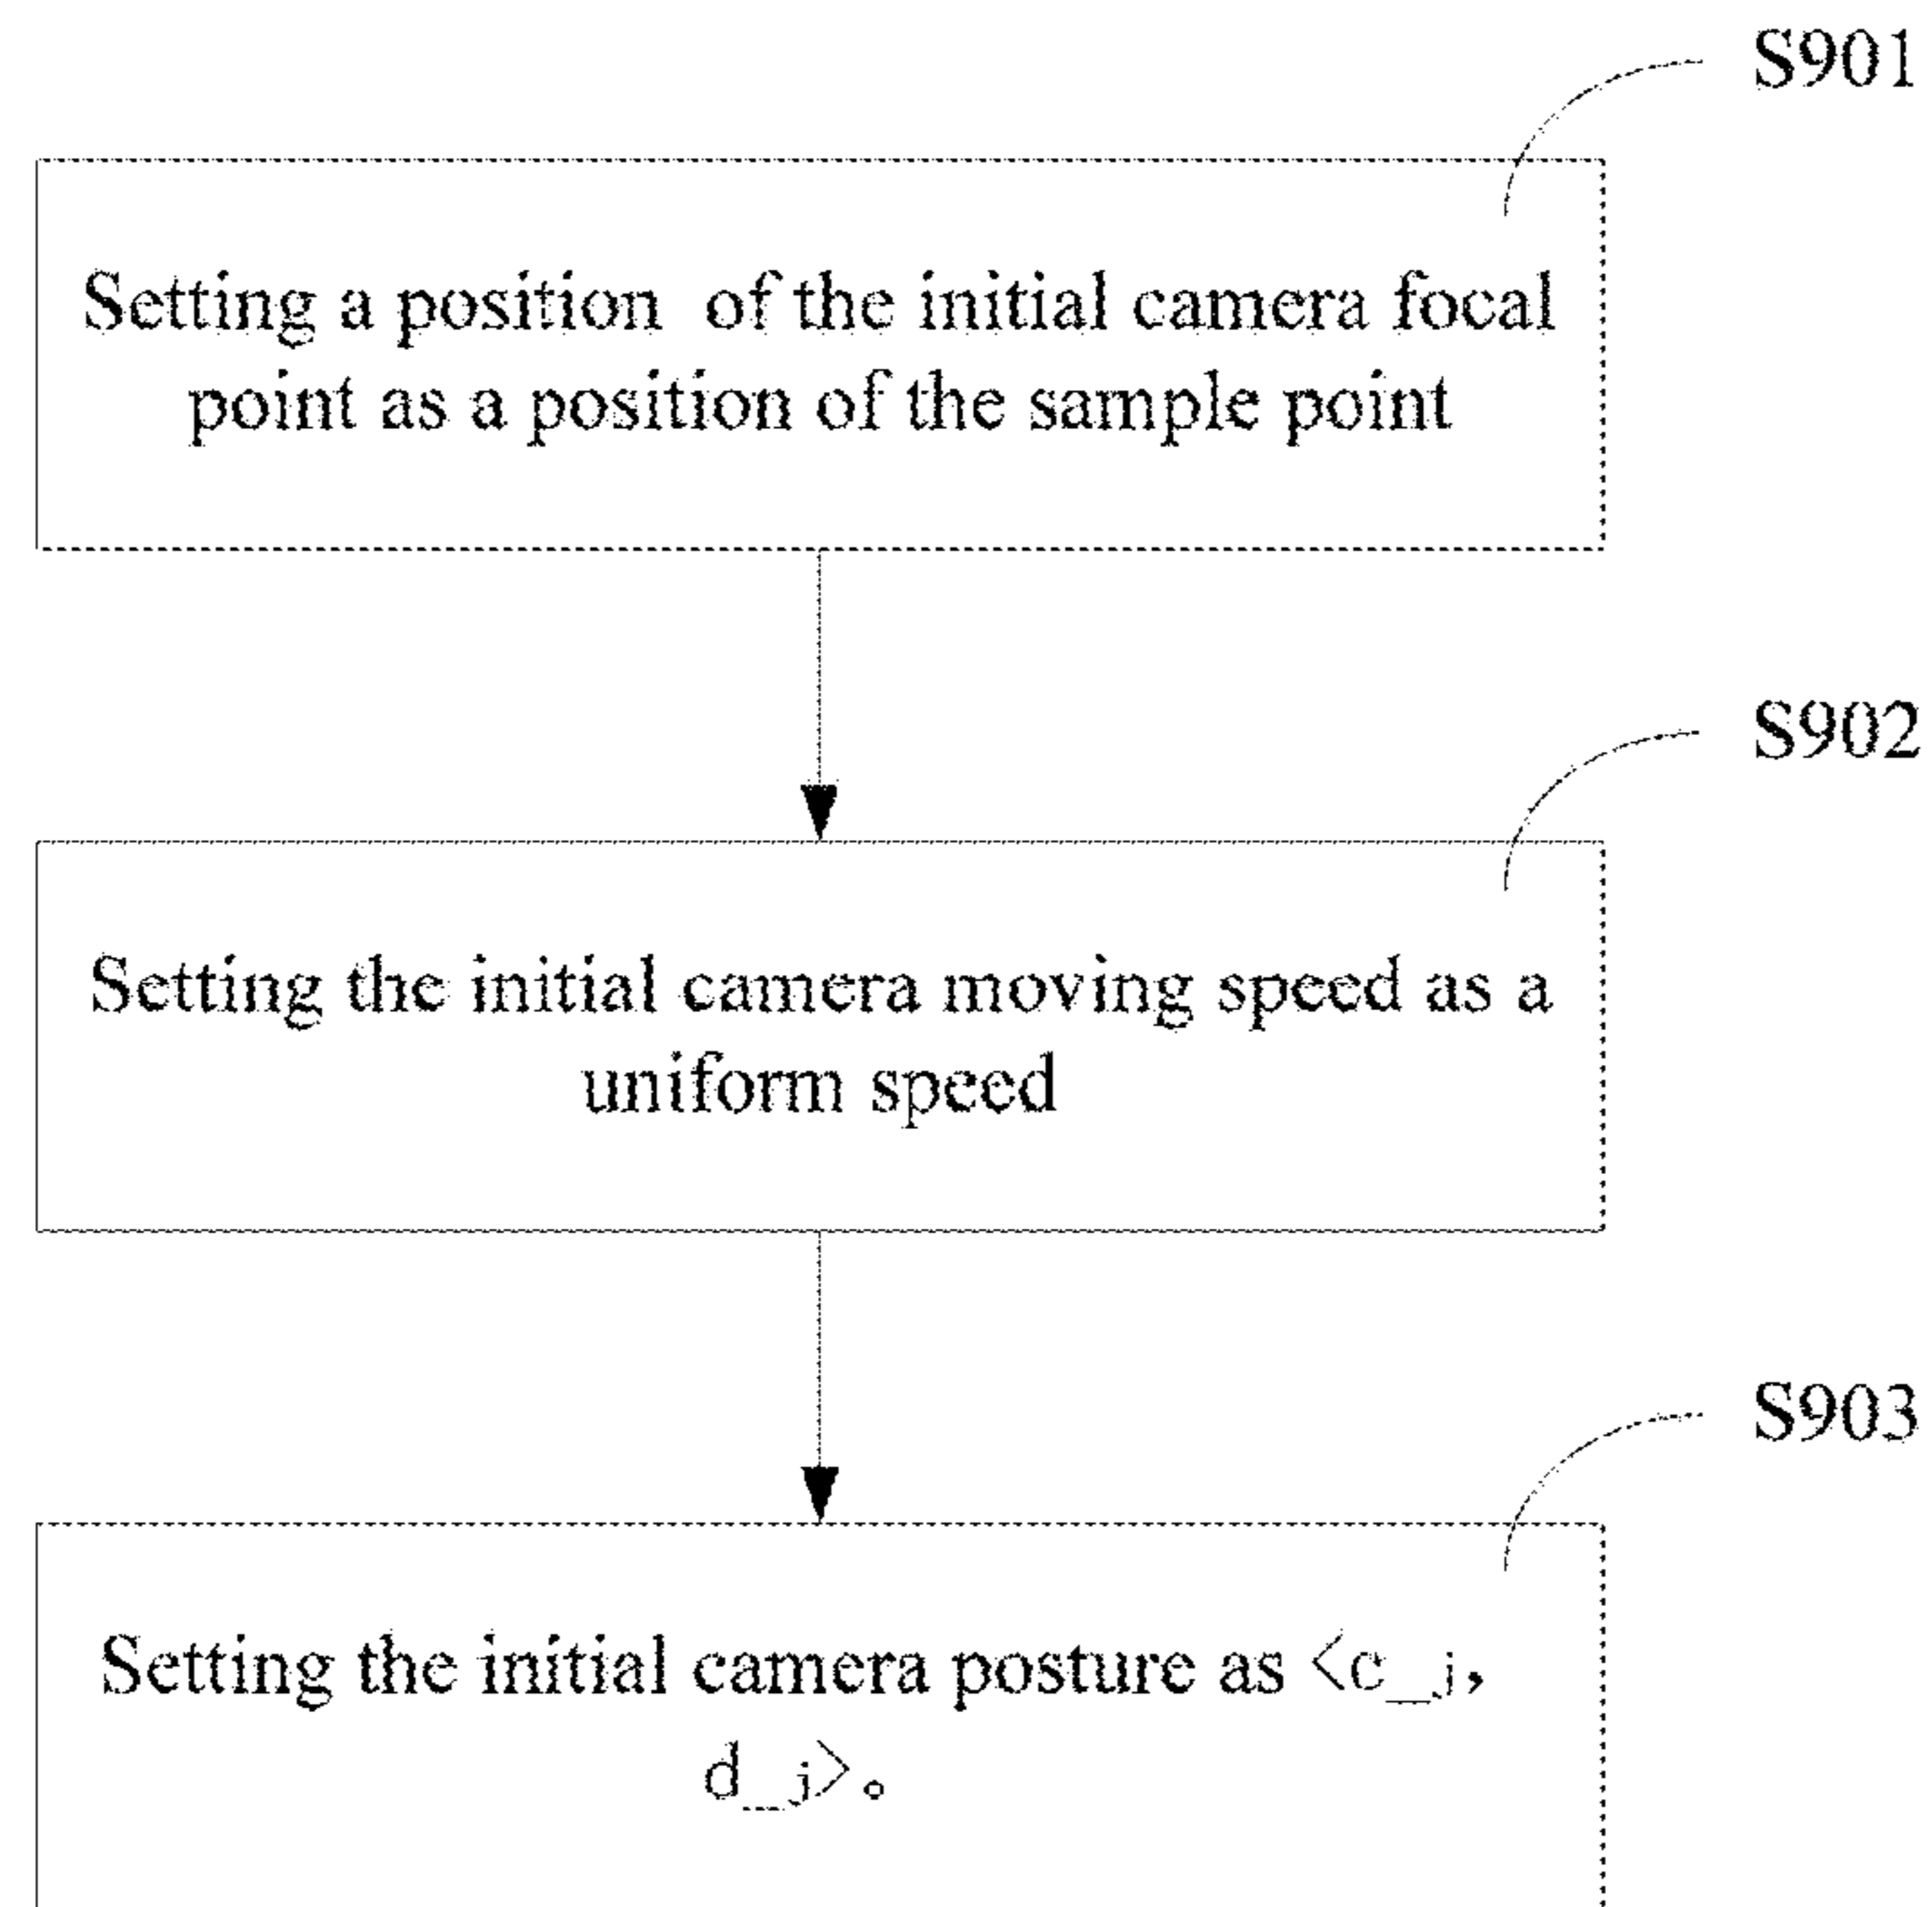 S901
Setting a position of the initial camera focal
point as a position of the sample point
S902
Setting the initial camera moving speed as a
uniform speed
S903
Setting the initial camera posture as <c_j,
d_j>。